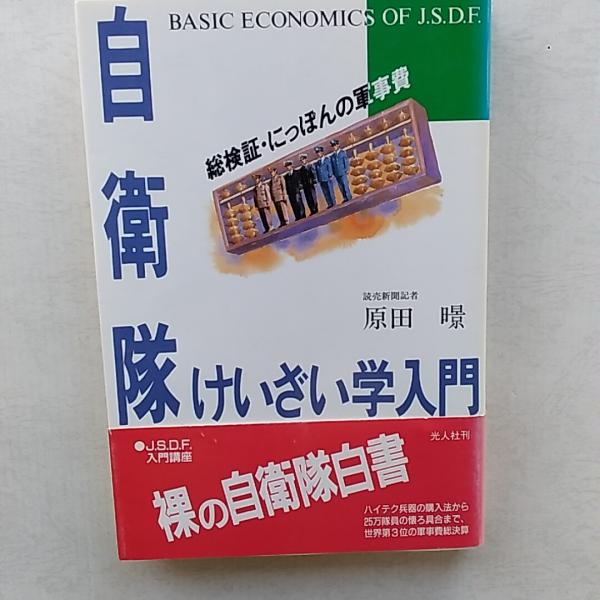 BASIC ECONOMICS OF J.S.D.F.
自衛隊
けいざい学入門
総検証・にっぽんの軍事費
読売新聞記者
原田 暻
●J.S.D.F.
入門講座
光人社刊
裸の自衛隊白書
ハイテク兵器の購入法から
25万隊員の懐ろ具合まで、
世界第3位の軍事費総決算